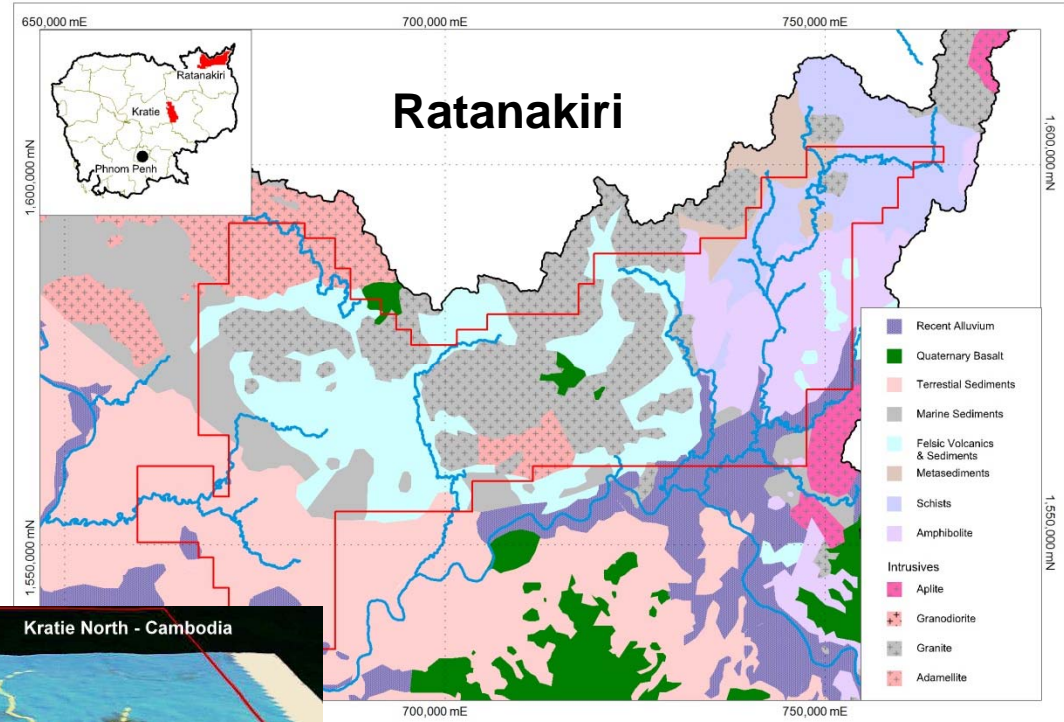 650,000 mE
700,000 mE
750,000 mE
Ratanakiri
Kratie
Phnom Penh
Ratanakiri
1,600,000 mN
1,600,000 mN
Recent Alluvium
Quaternary Basalt
Terrestial Sediments
Marine Sediments
Felsic Volcanics
& Sediments
Metasediments
Schists
Amphibolite
Intrusives
Aplite
Granodiorite
Granite
Adamellite
1,550,000 mN
1,550,000 mN
Kratie North - Cambodia
700,000 mE
750,000 mE